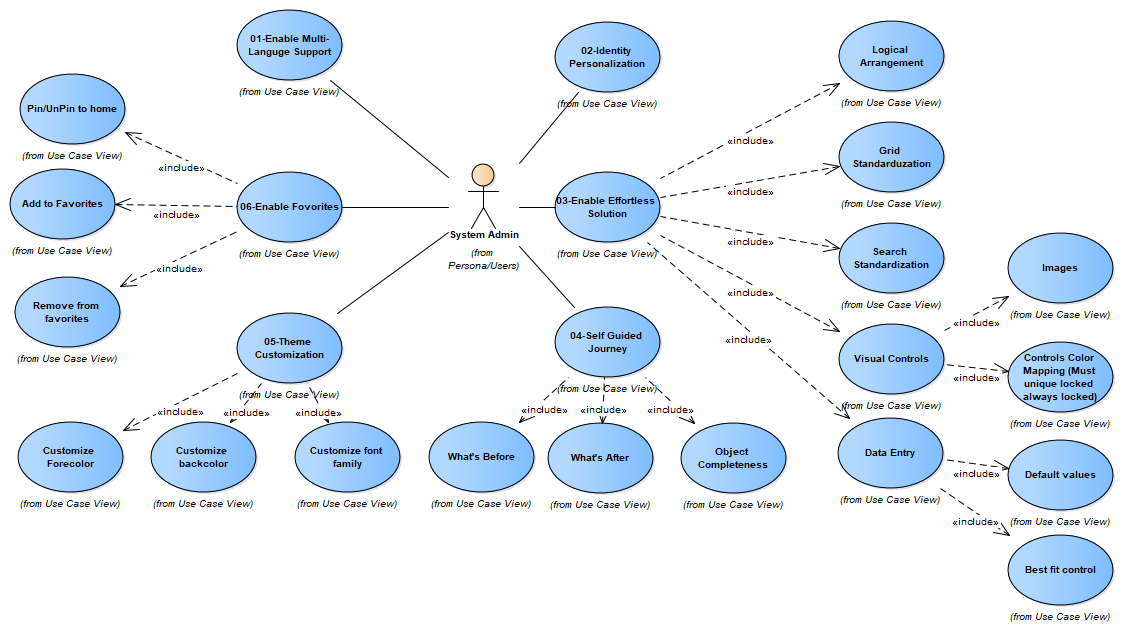 01-Enable Multi-
Languge Support
(from Use Case View)
02-Identity
Personalization
(from Use Case View)
Logical
Arrangement
(from Use Case View)
Pin/UnPin to home
(from Use Case View)
«include»
«include»
Grid
Standarduzation
(from Use Case View)
«include»
Add to Favorites
(from Use Case View)
«include»
06-Enable Fovorites
(from Use Case View)
System Admin
(from
Persona/Users)
03-Enable Effortless
Solution
(from Use Case View)
«include»
Search
Standardization
(from Use Case View)
«include»
Remove from
favorites
(from Use Case View)
«include»
Images
(from Use Case View)
«include»
05-Theme
Customization
(from Use Case View)
04-Self Guided
Journey
(from Use Case View)
«include»
Visual Controls
(from Use Case View)
«include»
Controls Color
Mapping (Must
unique locked
always locked)
(from Use Case View)
«include»
«include»
«include»
«include»
«include»
«include»
Customize
Forecolor
(from Use Case View)
Customize
backcolor
(from Use Case View)
Customize font
family
(from Use Case View)
What's Before
(from Use Case View)
What's After
(from Use Case View)
Object
Completeness
(from Use Case View)
Data Entry
(from Use Case View)
«include»
Default values
(from Use Case View)
«include»
Best fit control
(from Use Case View)